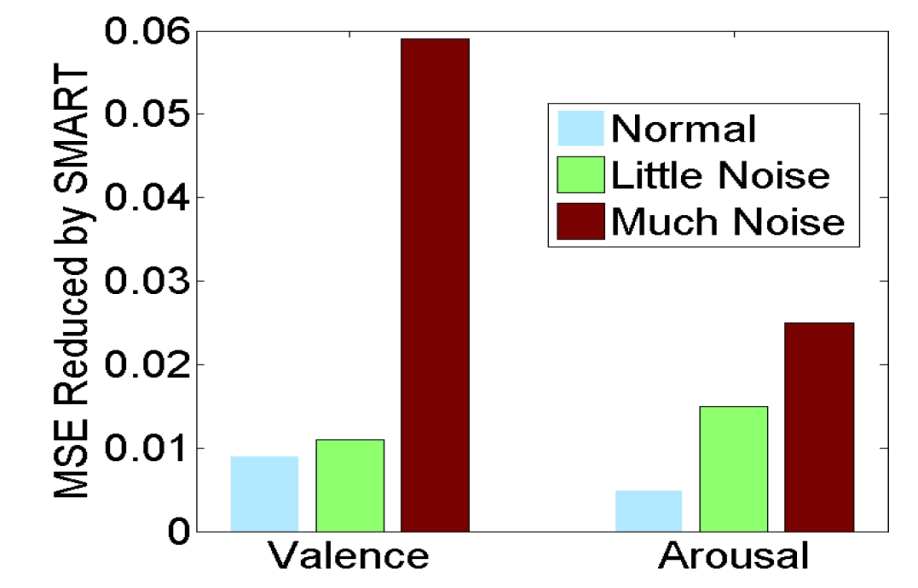 MSE Reduced by SMART
0.06
0.05
0.04
0.03
0.02
0.01
0
Normal
Little Noise
Much Noise
Valence
Arousal